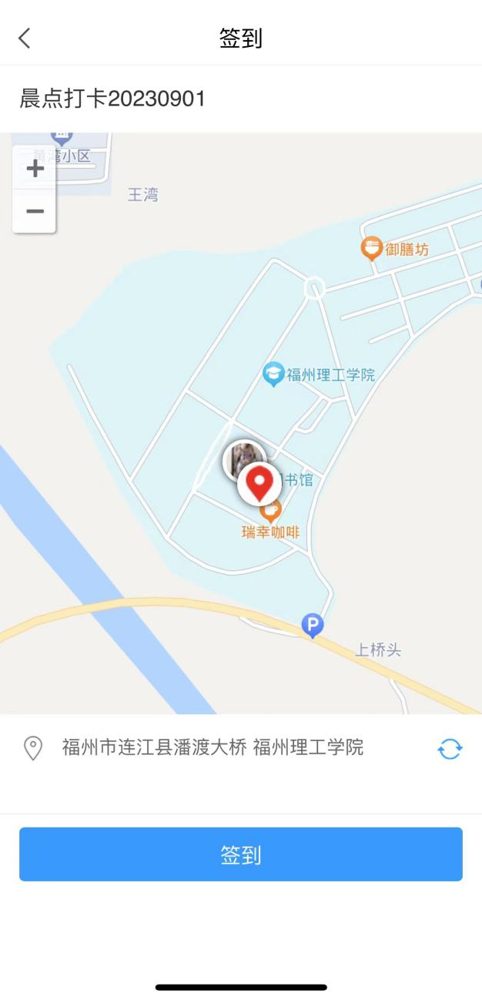 签到
晨点打卡20230901
黄湾小区
王湾
御膳坊
福州理工学院
书馆
瑞幸咖啡
P
上桥头
福州市连江县潘渡大桥 福州理工学院
签到